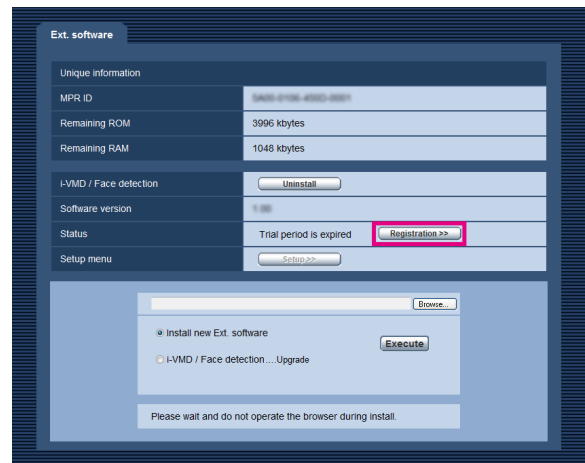 Ext. software
Unique information
MPR ID
Remaining ROM 3996 kbytes
Remaining RAM 1048 kbytes
i-VMD / Face detection Uninstall
Software version
Status Trial period is expired Registration >>
Setup menu Setup >>
Browse...
Install new Ext. software
Execute
i-VMD / Face detection....Upgrade
Please wait and do not operate the browser during install.